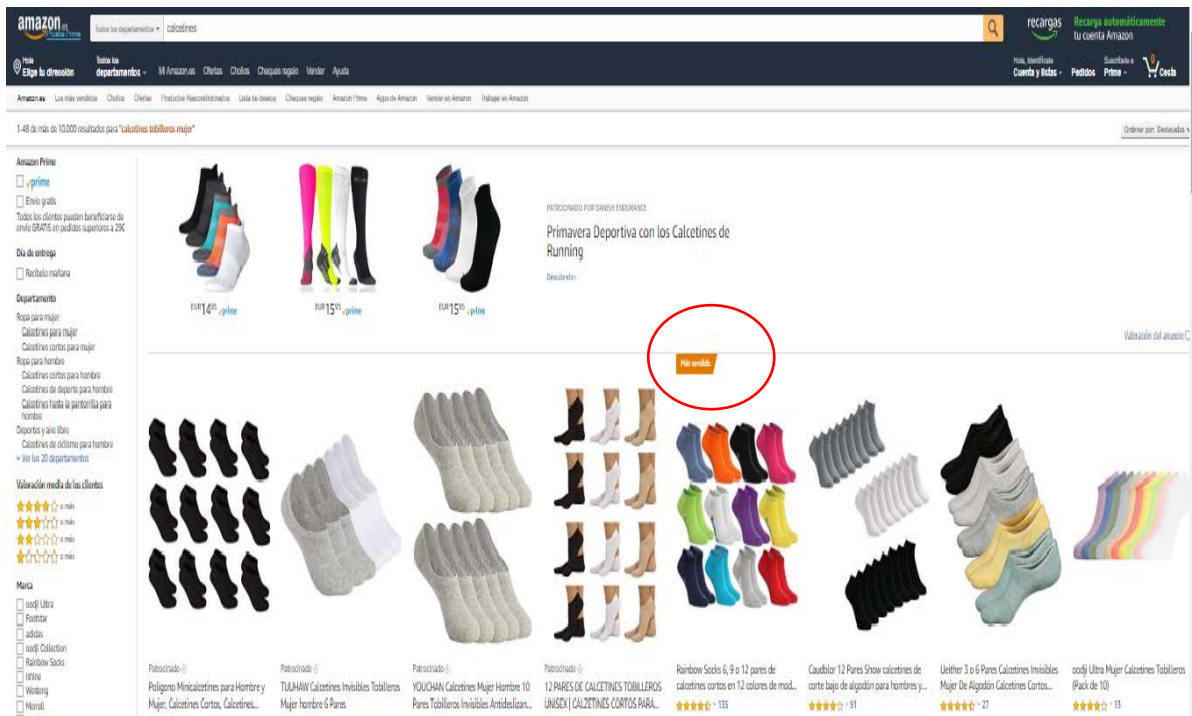 amazon.es
Prueba Prime
Todos los departamentos
calcetines
recargas
Recarga automáticamente
tu cuenta Amazon
Hola
Elige tu dirección
Todos los
departamentos
Mi Amazon.es Ofertas Chollos Cheques regalo Vender Ayuda
Hola, Identifícate
Cuenta y listas
Pedidos
Suscríbete a
Prime
0
Cesta
Amazon.es Los más vendidos Chollos Ofertas Productos Reacondicionados Lista de deseos Cheques regalo Amazon Prime Apps de Amazon Vender en Amazon Trabajar en Amazon
1-48 de más de 10.000 resultados para "calcetines tobilleros mujer"
Ordenar por: Destacados
Amazon Prime
prime
Envío gratis
Todos los clientes pueden beneficiarse de
envío GRATIS en pedidos superiores a 29€
Día de entrega
Recíbelo mañana
Departamento
Ropa para mujer
Calcetines para mujer
Calcetines cortos para mujer
Ropa para hombre
Calcetines cortos para hombre
Calcetines de deporte para hombre
Calcetines hasta la pantorrilla para
hombre
Deportes y aire libre
Calcetines de ciclismo para hombre
Ver los 20 departamentos
Valoración media de los clientes
o más
o más
o más
o más
Marca
oodji Ultra
Footstar
adidas
oodji Collection
Rainbow Socks
ishine
Westeng
Merrell
EUR 1495 prime
EUR 1595 prime
EUR 1595 prime
PATROCINADO POR DANISH ENDURANCE
Primavera Deportiva con los Calcetines de
Running
Descúbrelo
Valoración del anuncio
Más vendido
Patrocinado
Poligono Minicalcetines para Hombre y
Mujer, Calcetines Cortos, Calcetines...
Patrocinado
TUUHAW Calcetines Invisibles Tobilleros
Mujer hombre 6 Pares
Patrocinado
YOUCHAN Calcetines Mujer Hombre 10
Pares Tobilleros Invisibles Antideslizan...
Patrocinado
12 PARES DE CALCETINES TOBILLEROS
UNISEX | CALZETINES CORTOS PARA...
Rainbow Socks 6, 9 o 12 pares de
calcetines cortos en 12 colores de mod...
135
Caudblor 12 Pares Show calcetines de
corte bajo de algodón para hombres y...
91
Ueither 3 o 6 Pares Calcetines Invisibles
Mujer De Algodón Calcetines Cortos...
27
oodji Ultra Mujer Calcetines Tobilleros
(Pack de 10)
13